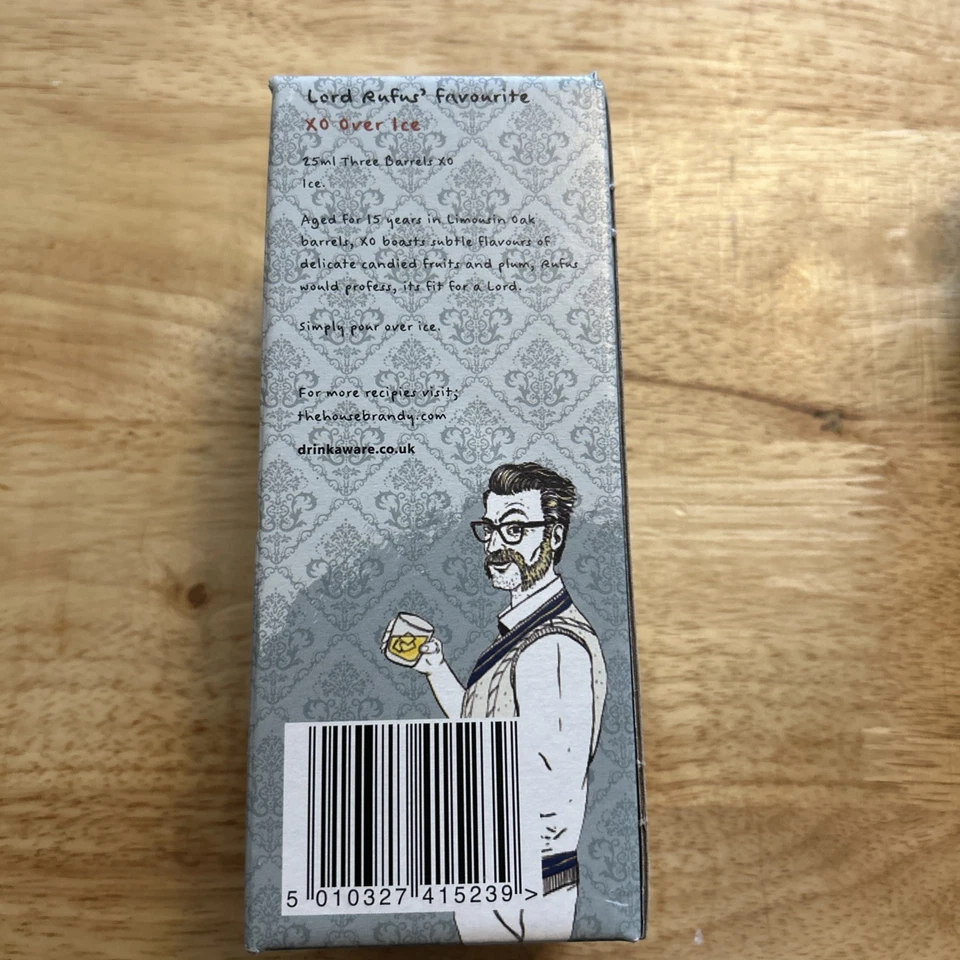 Lord Rufus' favourite
XO Over Ice
25ml Three Barrels XO
Ice.
Aged for 15 years in Limousin Oak
barrels, XO boasts subtle flavours of
delicate candied fruits and plum, Rufus
would profess, its fit for a Lord.
Simply pour over ice.
For more recipies visit;
thehousebrandy.com
drinkaware.co.uk
5 010327 415239 >